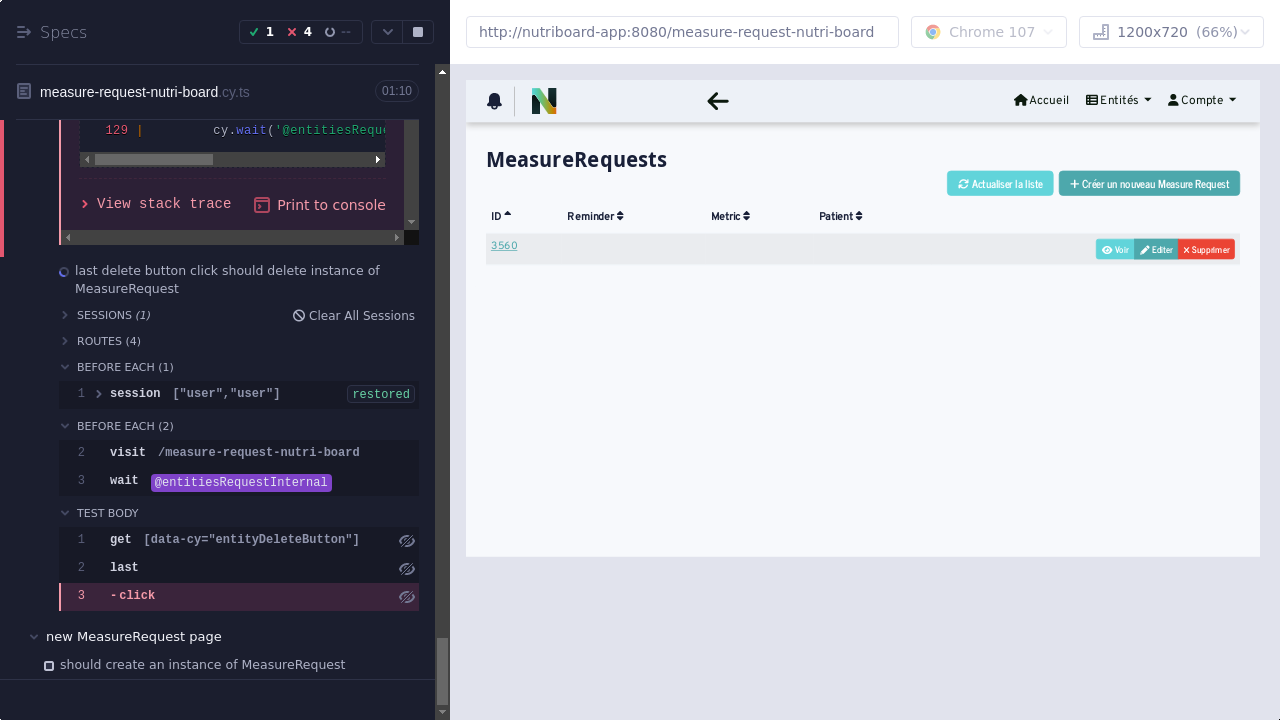 Specs
1
4
--
http://nutriboard-app:8080/measure-request-nutri-board
Chrome 107
1200x720 (66%)
measure-request-nutri-board.cy.ts
01:10
129 | cy.wait('@entitiesReque
View stack trace
Print to console
last delete button click should delete instance of
MeasureRequest
SESSIONS (1)
Clear All Sessions
ROUTES (4)
BEFORE EACH (1)
1 session ["user","user"] restored
BEFORE EACH (2)
2 visit /measure-request-nutri-board
3 wait @entitiesRequestInternal
TEST BODY
1 get [data-cy="entityDeleteButton"]
2 last
3 -click
new MeasureRequest page
should create an instance of MeasureRequest
Accueil
Entités
Compte
MeasureRequests
Actualiser la liste
Créer un nouveau Measure Request
ID
Reminder
Metric
Patient
3560
Voir
Editer
Supprimer